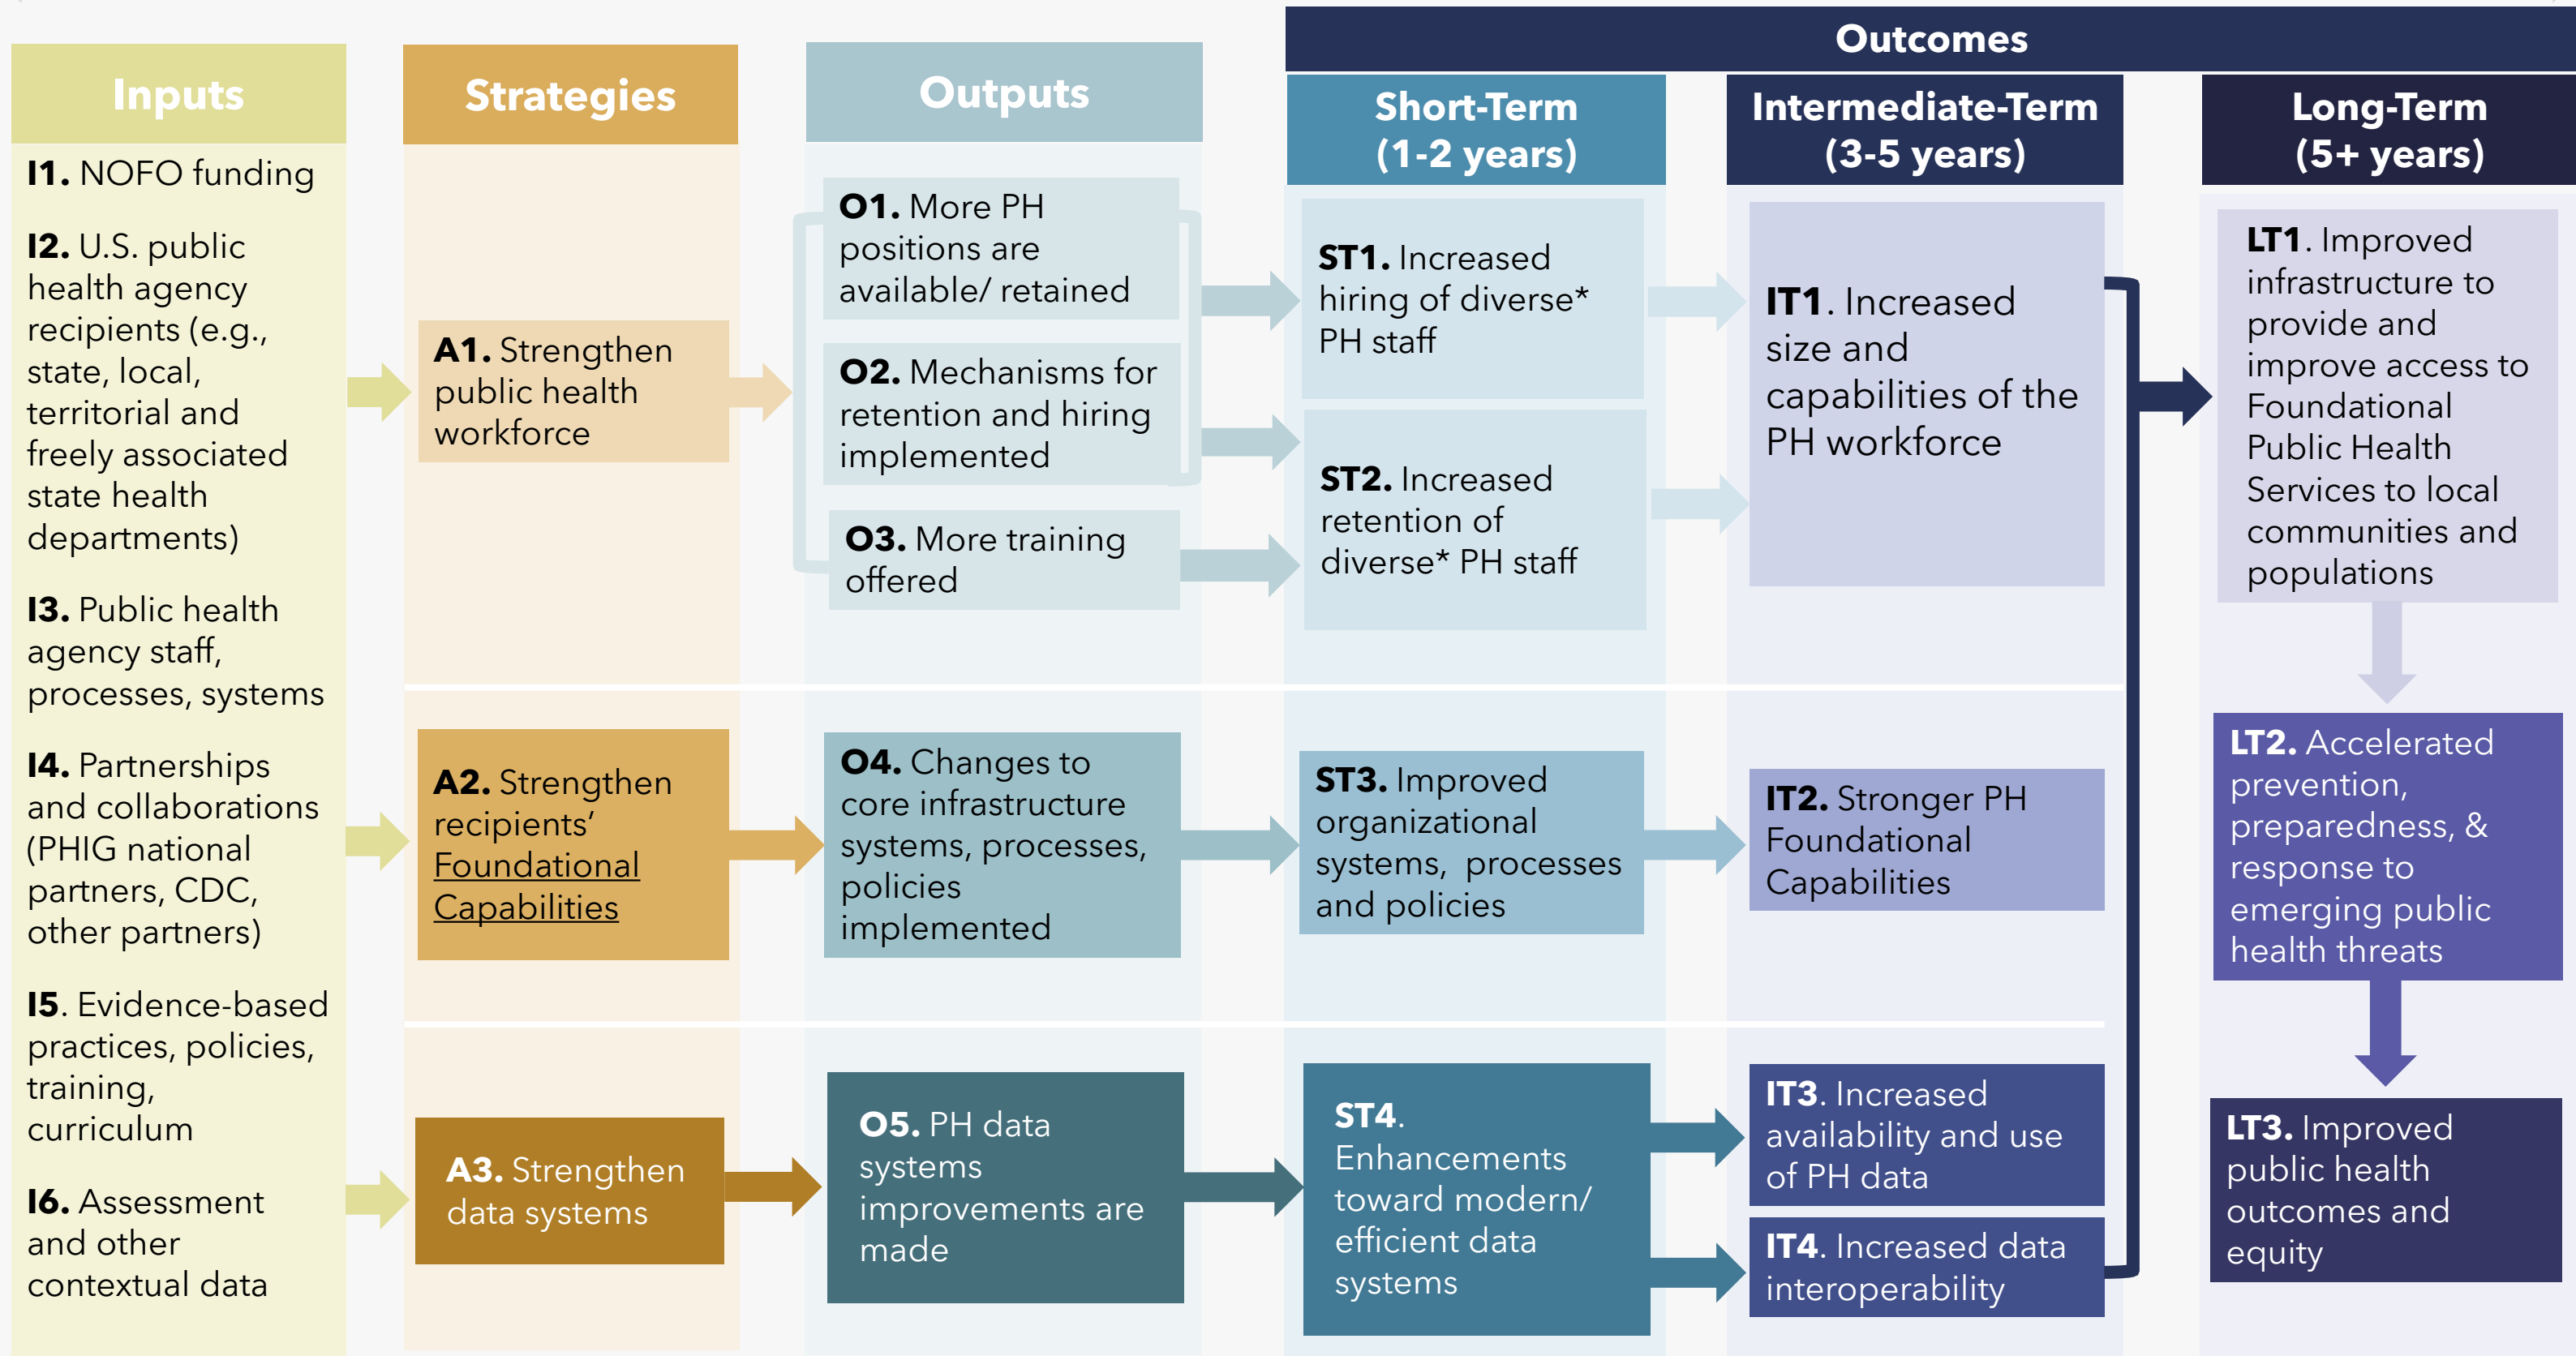 Outcomes
Inputs
Strategies
Outputs
Short-Term
(1-2 years)
Intermediate-Term
(3-5 years)
Long-Term
(5+ years)
I1. NOFO funding
I2. U.S. public
health agency
recipients (e.g.,
state, local,
territorial and
freely associated
state health
departments)
I3. Public health
agency staff,
processes, systems
I4. Partnerships
and collaborations
(PHIG national
partners, CDC,
other partners)
I5. Evidence-based
practices, policies,
training,
curriculum
I6. Assessment
and other
contextual data
A1. Strengthen
public health
workforce
O1. More PH
positions are
available/ retained
O2. Mechanisms for
retention and hiring
implemented
O3. More training
offered
ST1. Increased
hiring of diverse*
PH staff
ST2. Increased
retention of
diverse* PH staff
IT1. Increased
size and
capabilities of the
PH workforce
A2. Strengthen
recipients’
Foundational
Capabilities
O4. Changes to
core infrastructure
systems, processes,
policies
implemented
ST3. Improved
organizational
systems,  processes
and policies
IT2. Stronger PH
Foundational
Capabilities
A3. Strengthen
data systems
O5. PH data
systems
improvements are
made
ST4.
Enhancements
toward modern/
efficient data
systems
IT3. Increased
availability and use
of PH data
IT4. Increased data
interoperability
LT1. Improved
infrastructure to
provide and
improve access to
Foundational
Public Health
Services to local
communities and
populations
LT2. Accelerated
prevention,
preparedness, &
response to
emerging public
health threats
LT3. Improved
public health
outcomes and
equity